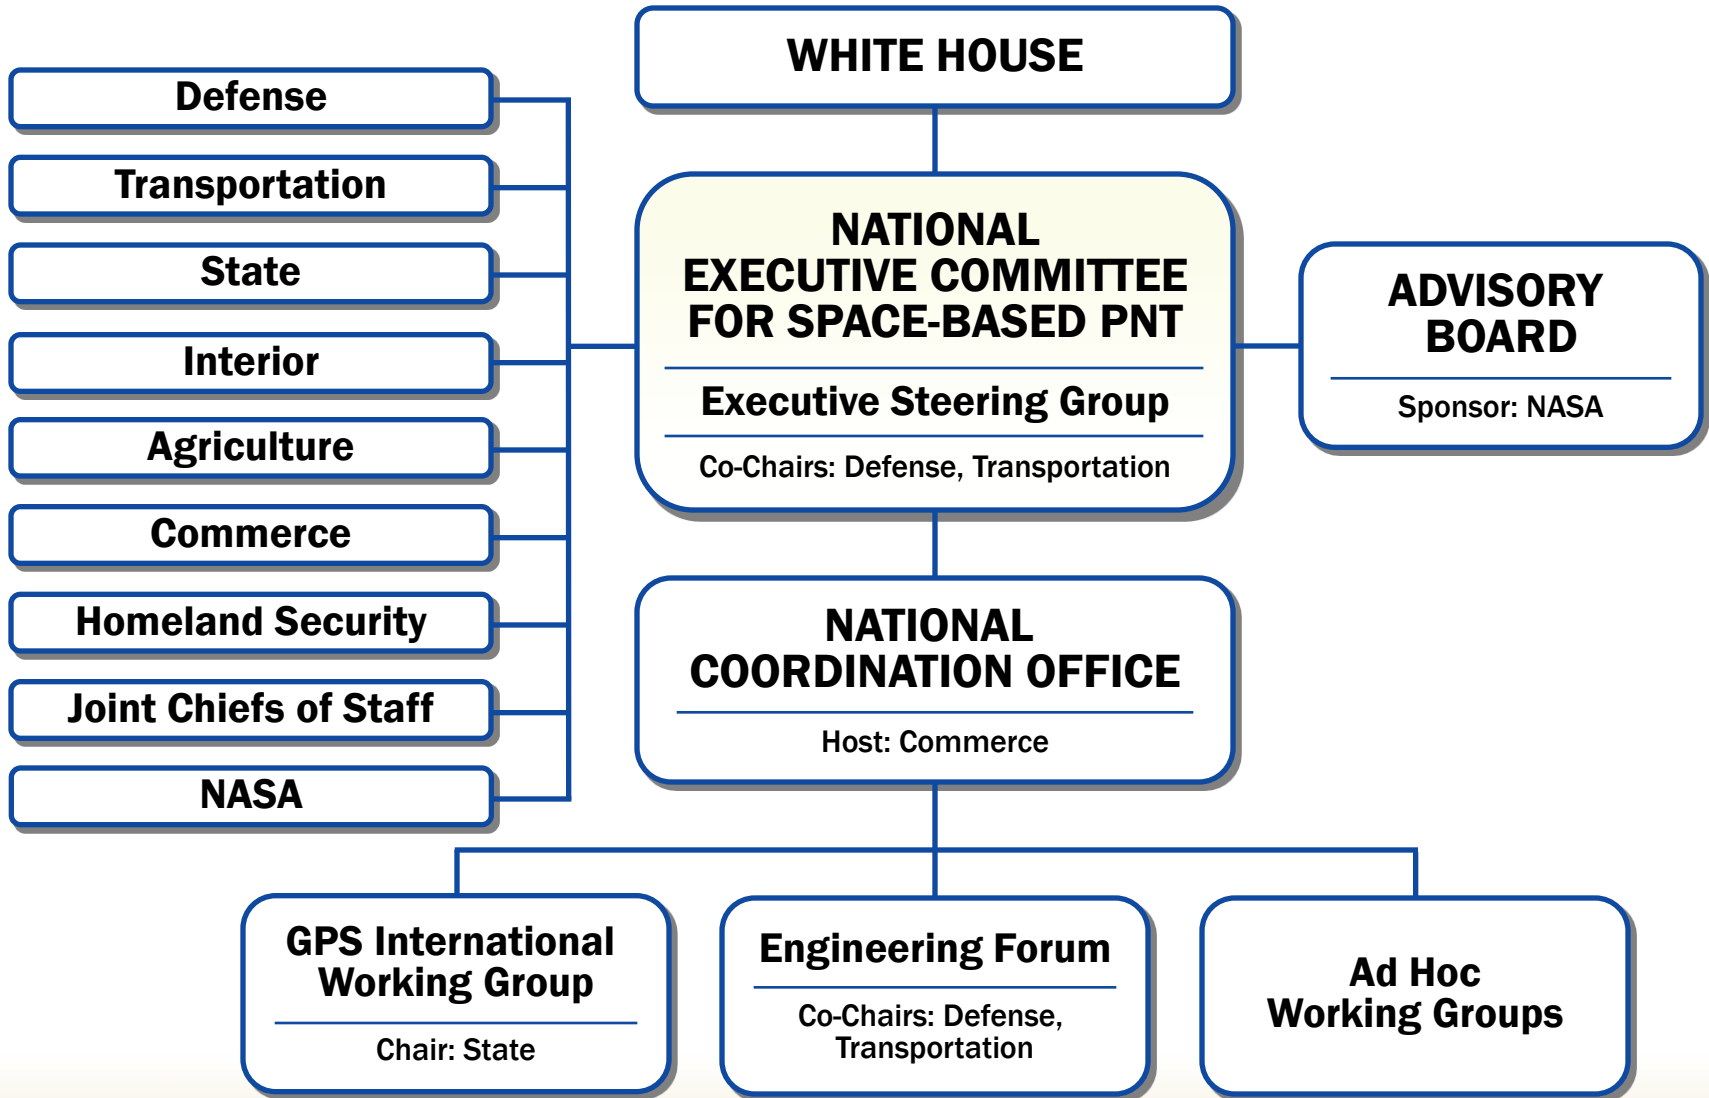 WHITE HOUSE
Defense
Transportation
State
Interior
Agriculture
Commerce
Homeland Security
Joint Chiefs of Staff
NASA
NATIONAL
EXECUTIVE COMMITTEE
FOR SPACE-BASED PNT
Executive Steering Group
Co-Chairs: Defense, Transportation
ADVISORY
BOARD
Sponsor: NASA
NATIONAL
COORDINATION OFFICE
Host: Commerce
GPS International
Working Group
Chair: State
Engineering Forum
Co-Chairs: Defense,
Transportation
Ad Hoc
Working Groups